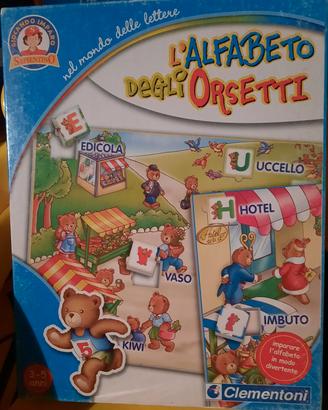 GIOCANDO IMPARO
SAPIENTINO
nel mondo delle lettere
L'ALFABETO
DEGLI ORSETTI
E
EDICOLA
U
UCCELLO
H
HOTEL
VASO
IMBUTO
KIWI
imparare
l'alfabeto
in modo
divertente
3-5
anni
Clementoni